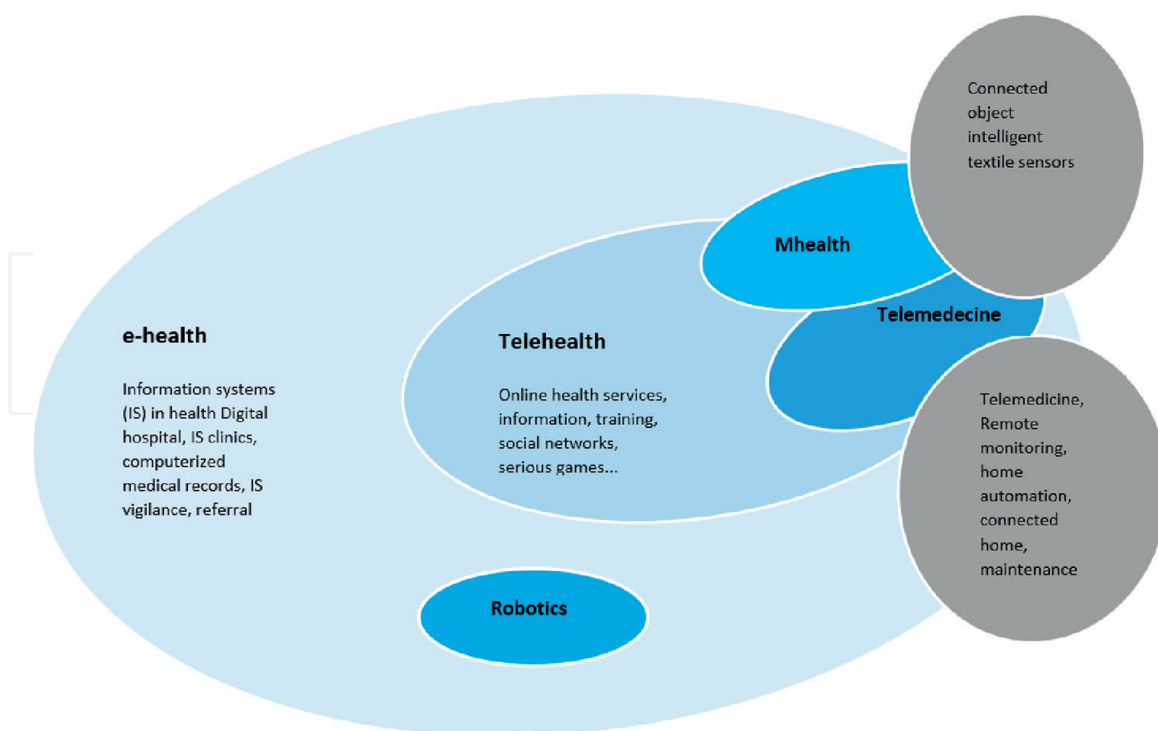 Connected
object
intelligent
textile sensors
Mhealth
Telemedecine
e-health
Information systems
(IS) in health Digital
hospital, IS clinics,
computerized
medical records, IS
vigilance, referral
Telehealth
Online health services,
information, training,
social networks,
serious games...
Telemedicine,
Remote
monitoring,
home
automation,
connected
home,
maintenance
Robotics